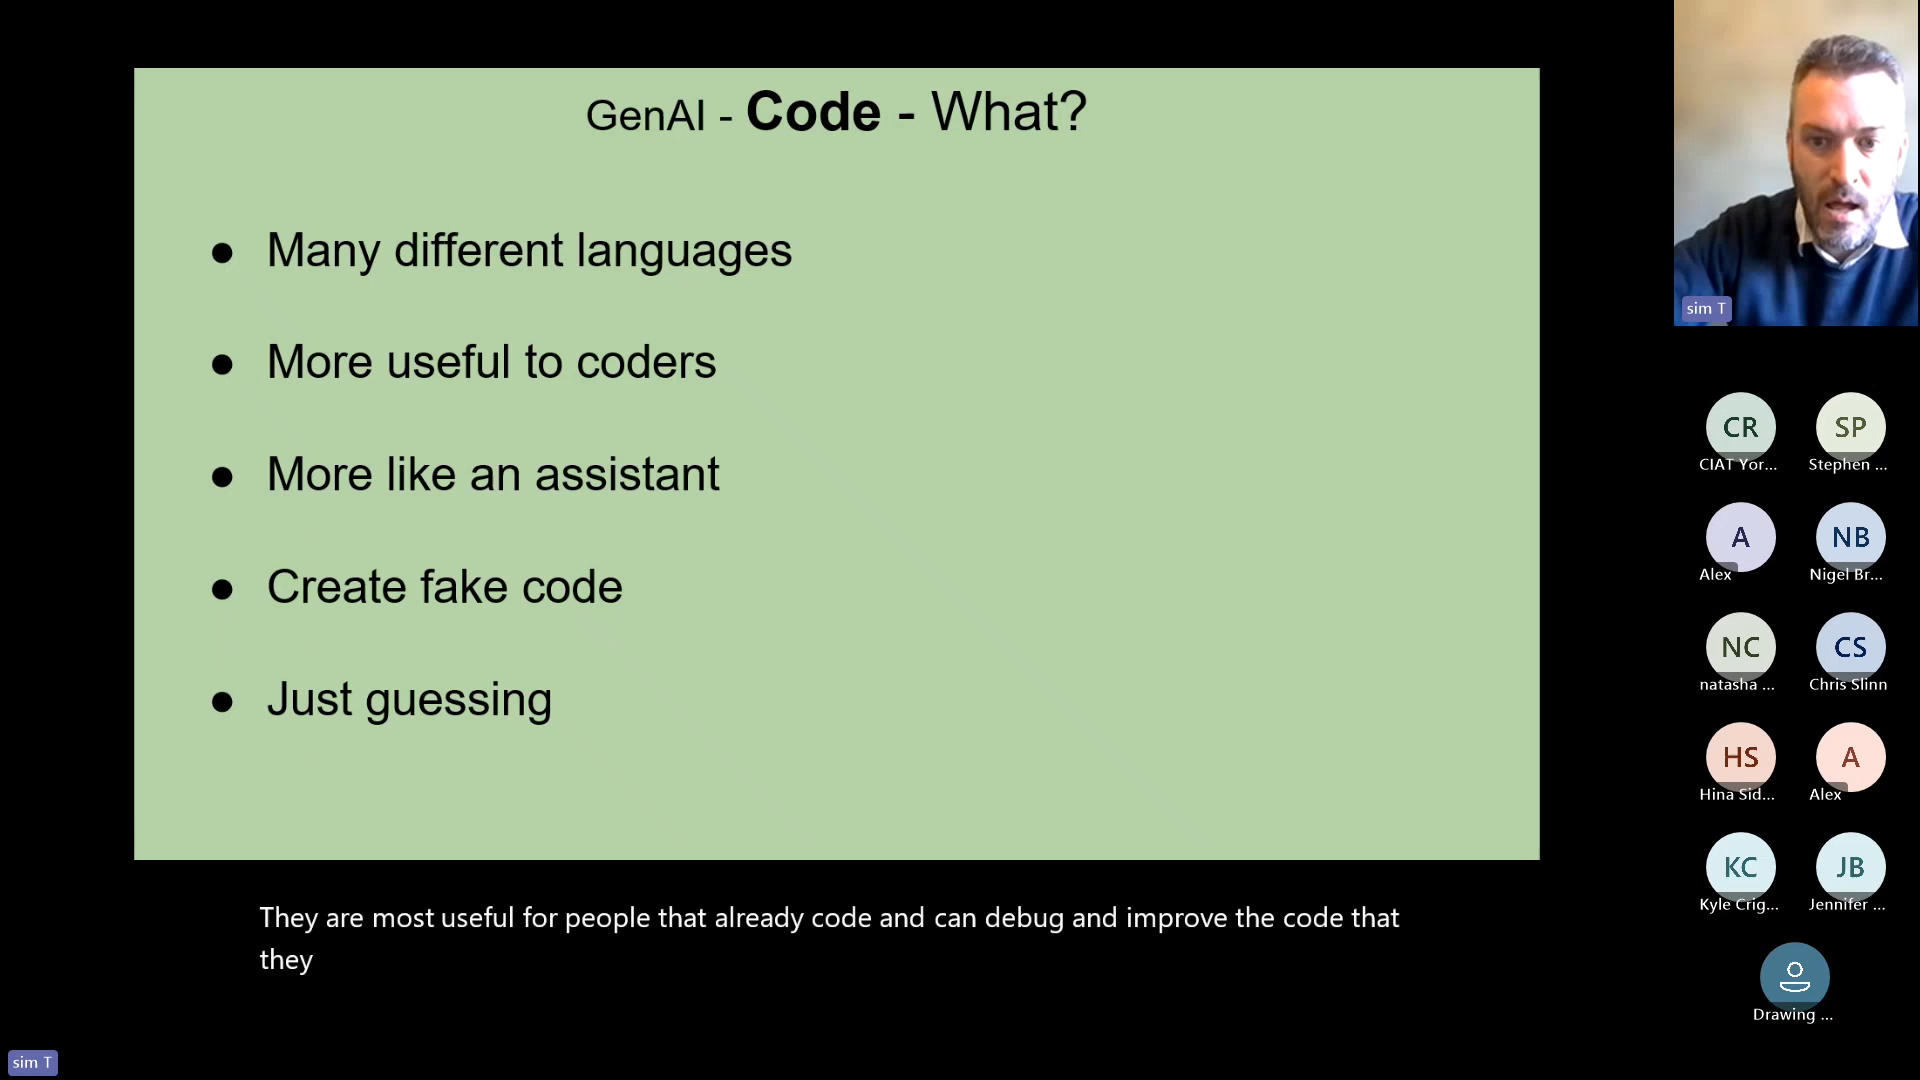 GenAI - Code - What?
● Many different languages
● More useful to coders
● More like an assistant
● Create fake code
● Just guessing
They are most useful for people that already code and can debug and improve the code that
they
sim T
sim T
CR
SP
CIAT Yor...
Stephen ...
A
NB
Alex
Nigel Br...
NC
CS
natasha ...
Chris Slinn
HS
A
Hina Sid...
Alex
KC
JB
Kyle Crig...
Jennifer ...
Drawing ...